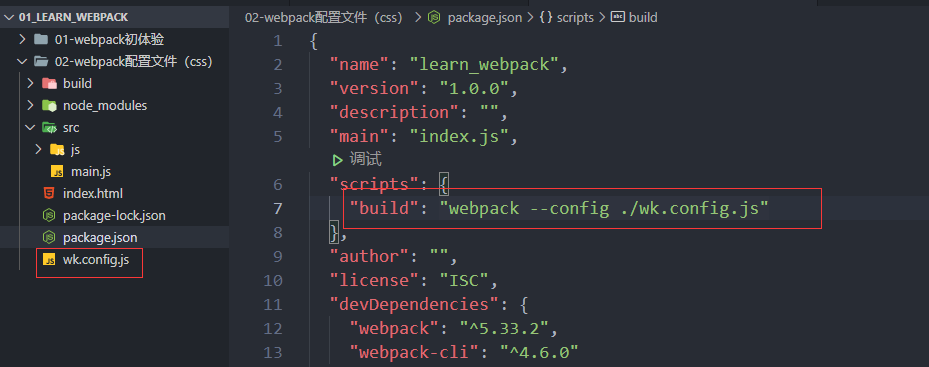 01_LEARN_WEBPACK
01-webpack初体验
02-webpack配置文件（css）
build
node_modules
src
js
main.js
index.html
package-lock.json
package.json
wk.config.js
02-webpack配置文件（css） > package.json > {} scripts > build
1 {
2 "name": "learn_webpack",
3 "version": "1.0.0",
4 "description": "",
5 "main": "index.js",
调试
6 "scripts": {
7 "build": "webpack --config ./wk.config.js"
8 },
9 "author": "",
10 "license": "ISC",
11 "devDependencies": {
12 "webpack": "^5.33.2",
13 "webpack-cli": "^4.6.0"